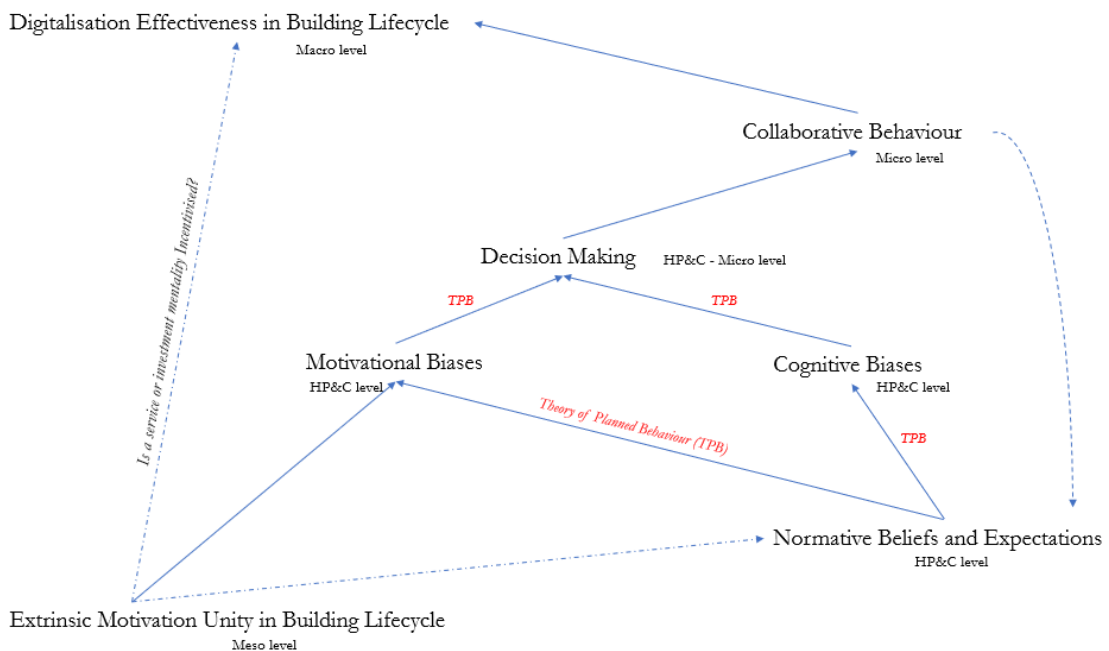 Digitalisation Effectiveness in Building Lifecycle
Macro level
Collaborative Behaviour
Micro level
Is a service or investment mentality Incentivised?
Decision Making
HP&C - Micro level
TPB
TPB
Motivational Biases
HP&C level
Cognitive Biases
HP&C level
Theory of Planned Behaviour (TPB)
TPB
Normative Beliefs and Expectations
HP&C level
Extrinsic Motivation Unity in Building Lifecycle
Meso level